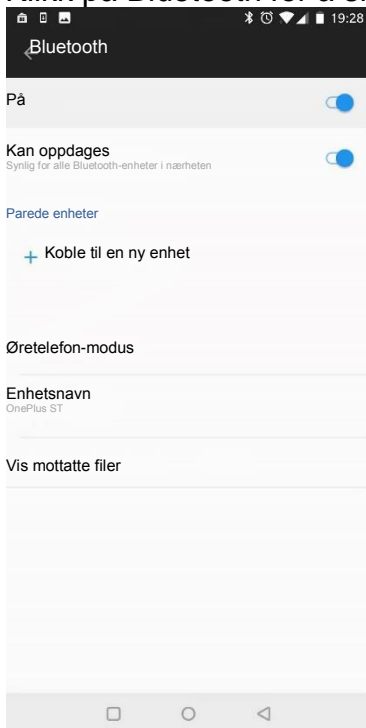 19:28
Bluetooth
På
Kan oppdages
Synlig for alle Bluetooth-enheter i nærheten
Parede enheter
+ Koble til en ny enhet
Øretelefon-modus
Enhetsnavn
OnePlus ST
Vis mottatte filer